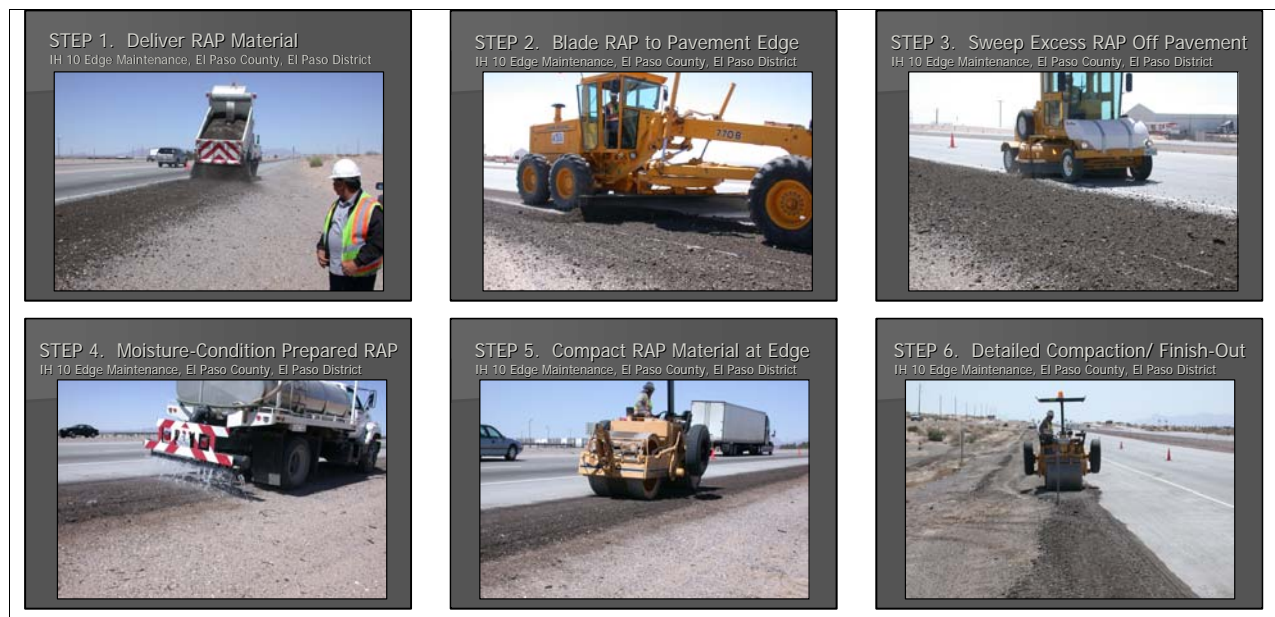 STEP 1. Deliver RAP Material
IH 10 Edge Maintenance, El Paso County, El Paso District
STEP 2. Blade RAP to Pavement Edge
IH 10 Edge Maintenance, El Paso County, El Paso District
770B
STEP 3. Sweep Excess RAP Off Pavement
IH 10 Edge Maintenance, El Paso County, El Paso District
STEP 4. Moisture-Condition Prepared RAP
IH 10 Edge Maintenance, El Paso County, El Paso District
STEP 5. Compact RAP Material at Edge
IH 10 Edge Maintenance, El Paso County, El Paso District
STEP 6. Detailed Compaction/ Finish-Out
IH 10 Edge Maintenance, El Paso County, El Paso District